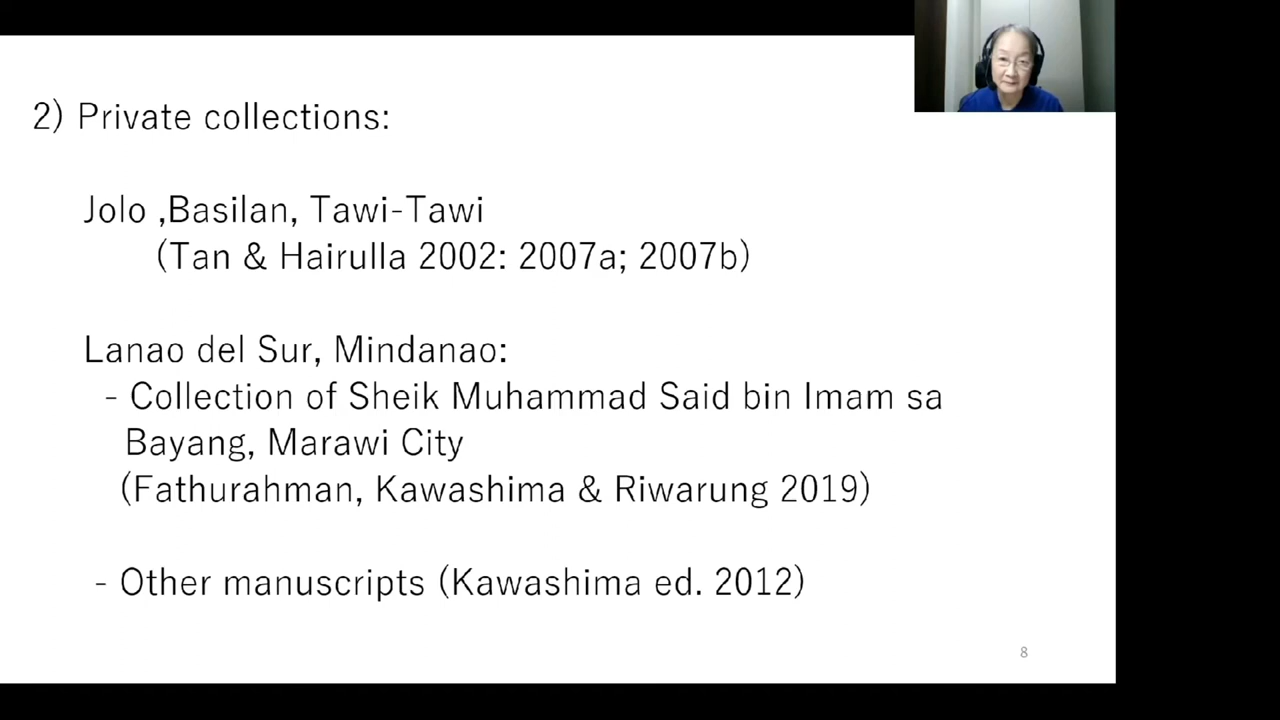 2) Private collections:
Jolo ,Basilan, Tawi-Tawi
(Tan & Hairulla 2002: 2007a; 2007b)
Lanao del Sur, Mindanao:
- Collection of Sheik Muhammad Said bin Imam sa
Bayang, Marawi City
(Fathurahman, Kawashima & Riwarung 2019)
- Other manuscripts (Kawashima ed. 2012)
8